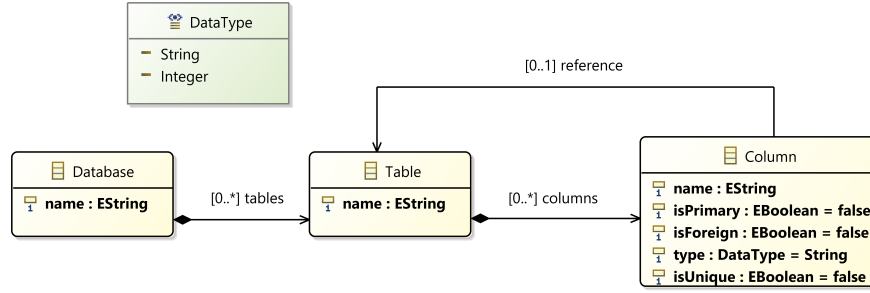 DataType
String
Integer
[0..1] reference
Database
name : EString
[0..*] tables
Table
name : EString
[0..*] columns
Column
name : EString
isPrimary : EBoolean = false
isForeign : EBoolean = false
type : DataType = String
isUnique : EBoolean = false